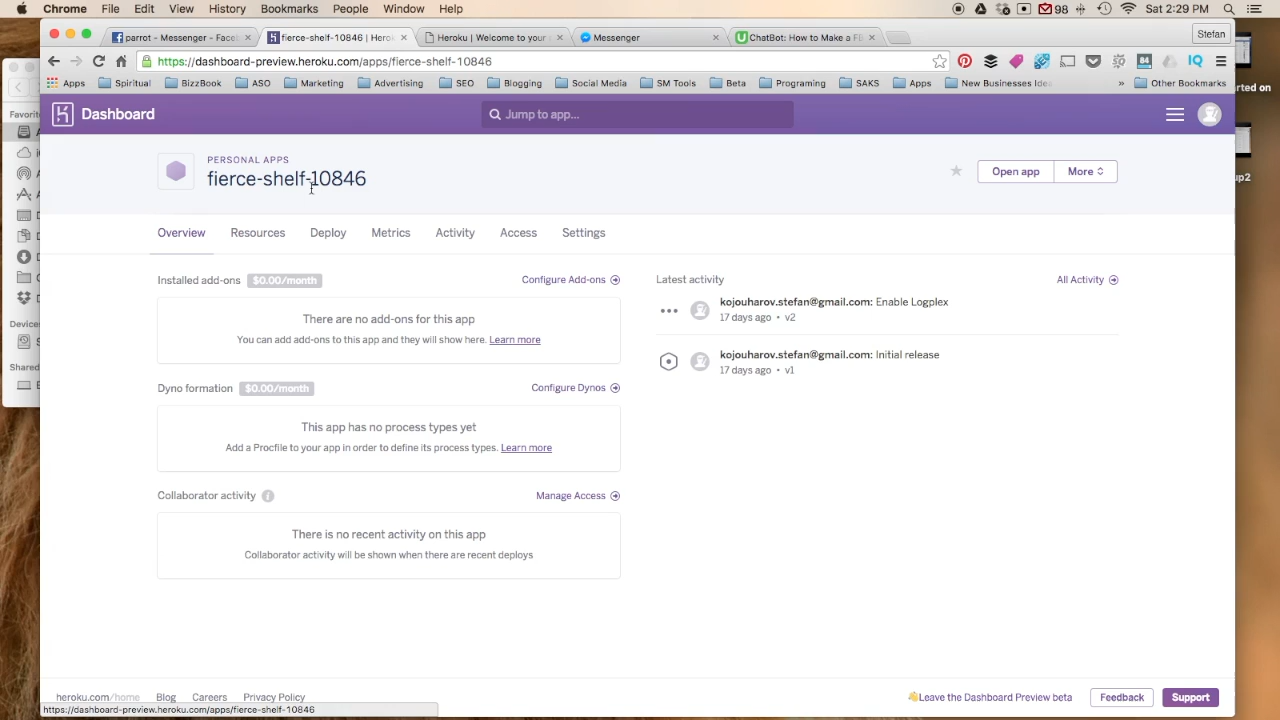 Chrome File Edit View History Bookmarks People Window Help 98 Sat 2:29 PM
parrot - Messenger - Face
fierce-shelf-10846 | Herok
Heroku | Welcome to your
Messenger
ChatBot: How to Make a FB
Stefan
https://dashboard-preview.heroku.com/apps/fierce-shelf-10846
84
IQ
Apps Spiritual BizzBook ASO Marketing Advertising SEO Blogging Social Media SM Tools Beta Programing SAKS Apps New Businesses Idea » Other Bookmarks
rted on
Favorit
Dashboard
Jump to app...
PERSONAL APPS
fierce-shelf-10846
Open app
More
up2
Overview Resources Deploy Metrics Activity Access Settings
Installed add-ons $0.00/month Configure Add-ons
There are no add-ons for this app
You can add add-ons to this app and they will show here. Learn more
Dyno formation $0.00/month Configure Dynos
This app has no process types yet
Add a Procfile to your app in order to define its process types. Learn more
Collaborator activity Manage Access
There is no recent activity on this app
Collaborator activity will be shown when there are recent deploys
Latest activity All Activity
kojouharov.stefan@gmail.com: Enable Logplex
17 days ago • v2
kojouharov.stefan@gmail.com: Initial release
17 days ago • v1
Devices
Shared
heroku.com/home Blog Careers Privacy Policy
Leave the Dashboard Preview beta
Feedback
Support
https://dashboard-preview.heroku.com/apps/fierce-shelf-10846